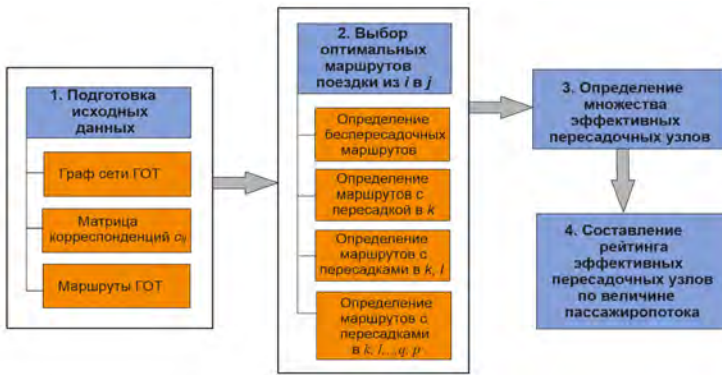 1. Подготовка
исходных
данных
Граф сети ГОТ
Матрица
корреспонденций cij
Маршруты ГОТ
2. Выбор
оптимальных
маршрутов
поездки из i в j
Определение
беспересадочных
маршрутов
Определение
маршрутов с
пересадкой в k
Определение
маршрутов с
пересадками в k, l
Определение
маршрутов с
пересадками
в k, l,...,q, p
3. Определение
множества
эффективных
пересадочных узлов
4. Составление
рейтинга
эффективных
пересадочных узлов
по величине
пассажиропотока